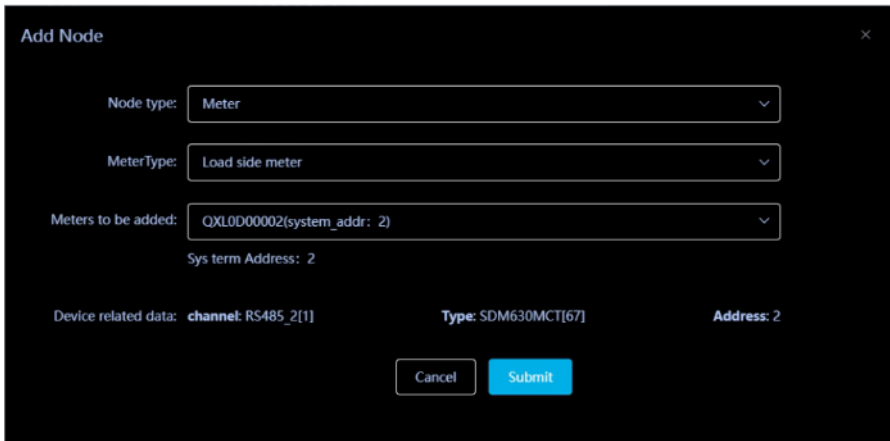 Add Node
Node type: Meter
MeterType: Load side meter
Meters to be added: QXL0D00002(system_addr: 2)
Sys term Address: 2
Device related data: channel: RS485_2[1] Type: SDM630MCT[67] Address: 2
Cancel Submit